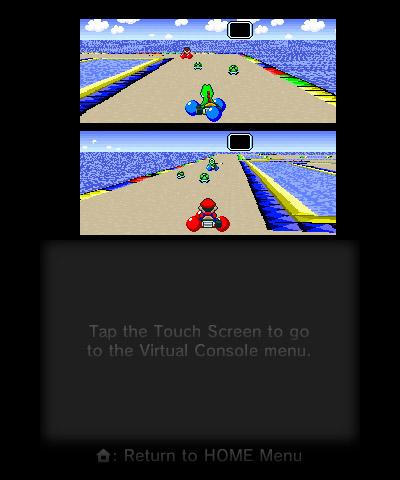 Tap the Touch Screen to go
to the Virtual Console menu.
: Return to HOME Menu